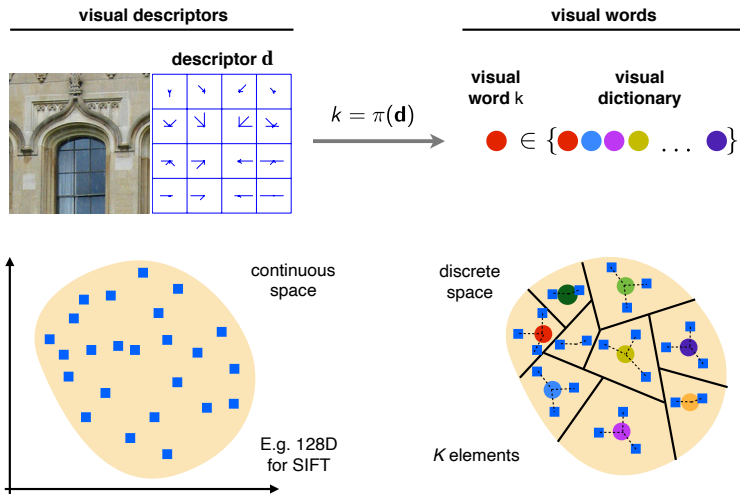 visual descriptors
visual words
descriptor d
visual
word k
visual
dictionary
k = π(d)
∈ { ... }
continuous
space
discrete
space
E.g. 128D
for SIFT
K elements